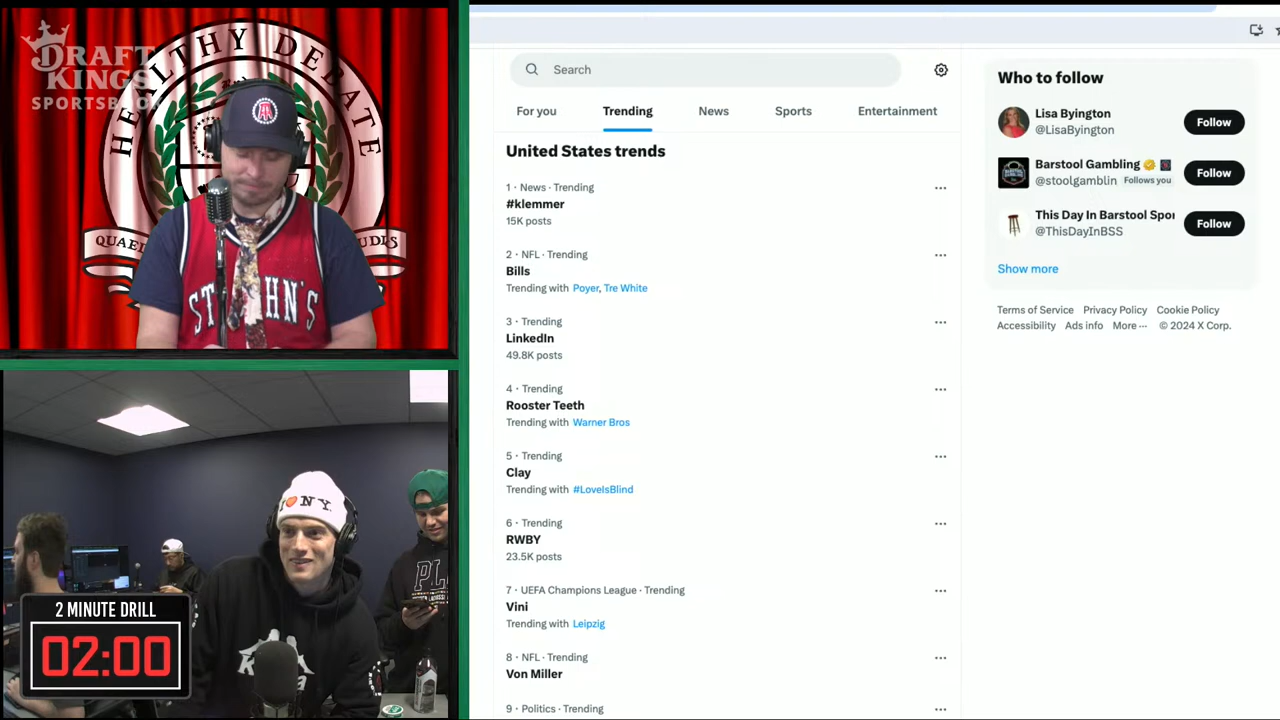 DRAFT
KINGS
SPORTSBOOK
HEALTHY DEBATE
ST JOHN'S
I NY.
2 MINUTE DRILL
02:00
Search
For you
Trending
News
Sports
Entertainment
United States trends
1 · News · Trending
#klemmer
15K posts
2 · NFL · Trending
Bills
Trending with Poyer, Tre White
3 · Trending
LinkedIn
49.8K posts
4 · Trending
Rooster Teeth
Trending with Warner Bros
5 · Trending
Clay
Trending with #LoveIsBlind
6 · Trending
RWBY
23.5K posts
7 · UEFA Champions League · Trending
Vini
Trending with Leipzig
8 · NFL · Trending
Von Miller
9 · Politics · Trending
Who to follow
Lisa Byington
@LisaByington
Follow
Barstool Gambling
@stoolgamblin Follows you
Follow
This Day In Barstool Spor
@ThisDayInBSS
Follow
Show more
Terms of Service Privacy Policy Cookie Policy
Accessibility Ads info More ··· © 2024 X Corp.